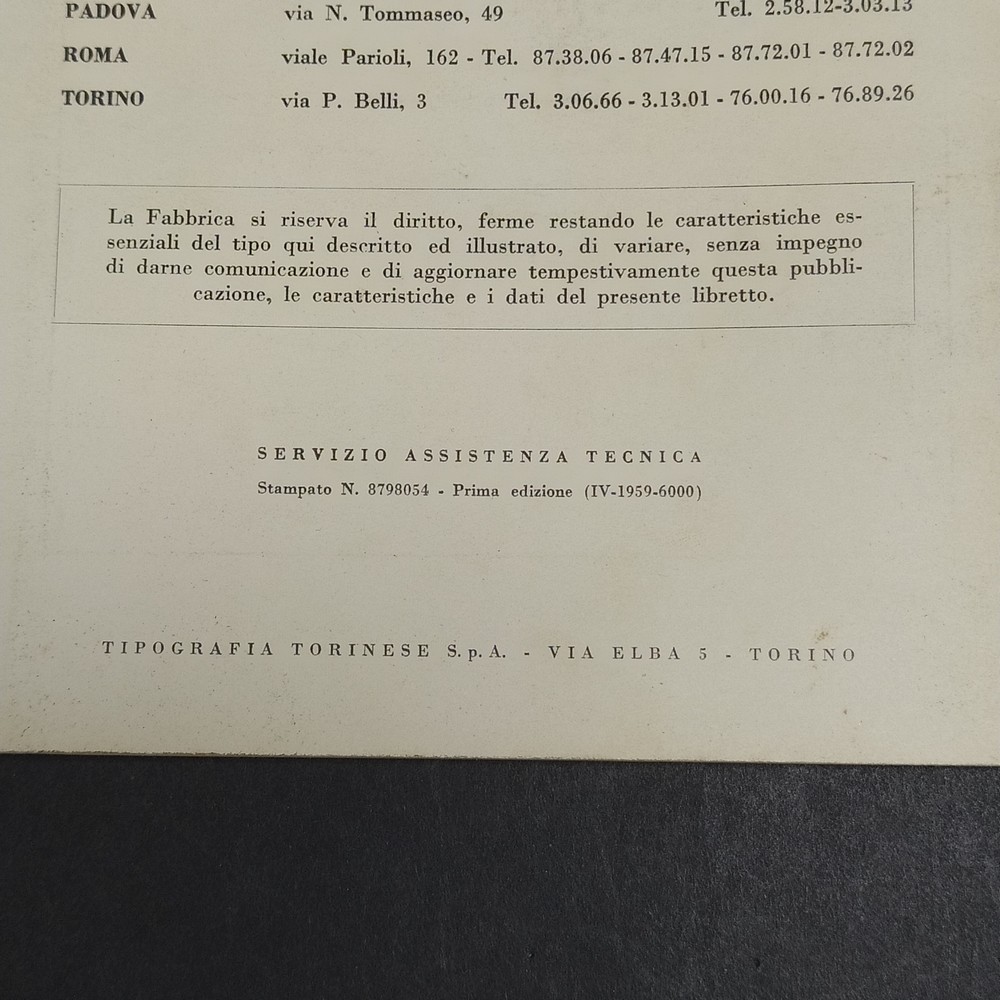 PADOVA via N. Tommaseo, 49 Tel. 2.58.12-3.03.13
ROMA viale Parioli, 162 - Tel. 87.38.06 - 87.47.15 - 87.72.01 - 87.72.02
TORINO via P. Belli, 3 Tel. 3.06.66 - 3.13.01 - 76.00.16 - 76.89.26
La Fabbrica si riserva il diritto, ferme restando le caratteristiche es-
senziali del tipo qui descritto ed illustrato, di variare, senza impegno
di darne comunicazione e di aggiornare tempestivamente questa pubbli-
cazione, le caratteristiche e i dati del presente libretto.
SERVIZIO ASSISTENZA TECNICA
Stampato N. 8798054 - Prima edizione (IV-1959-6000)
TIPOGRAFIA TORINESE S.p.A. - VIA ELBA 5 - TORINO